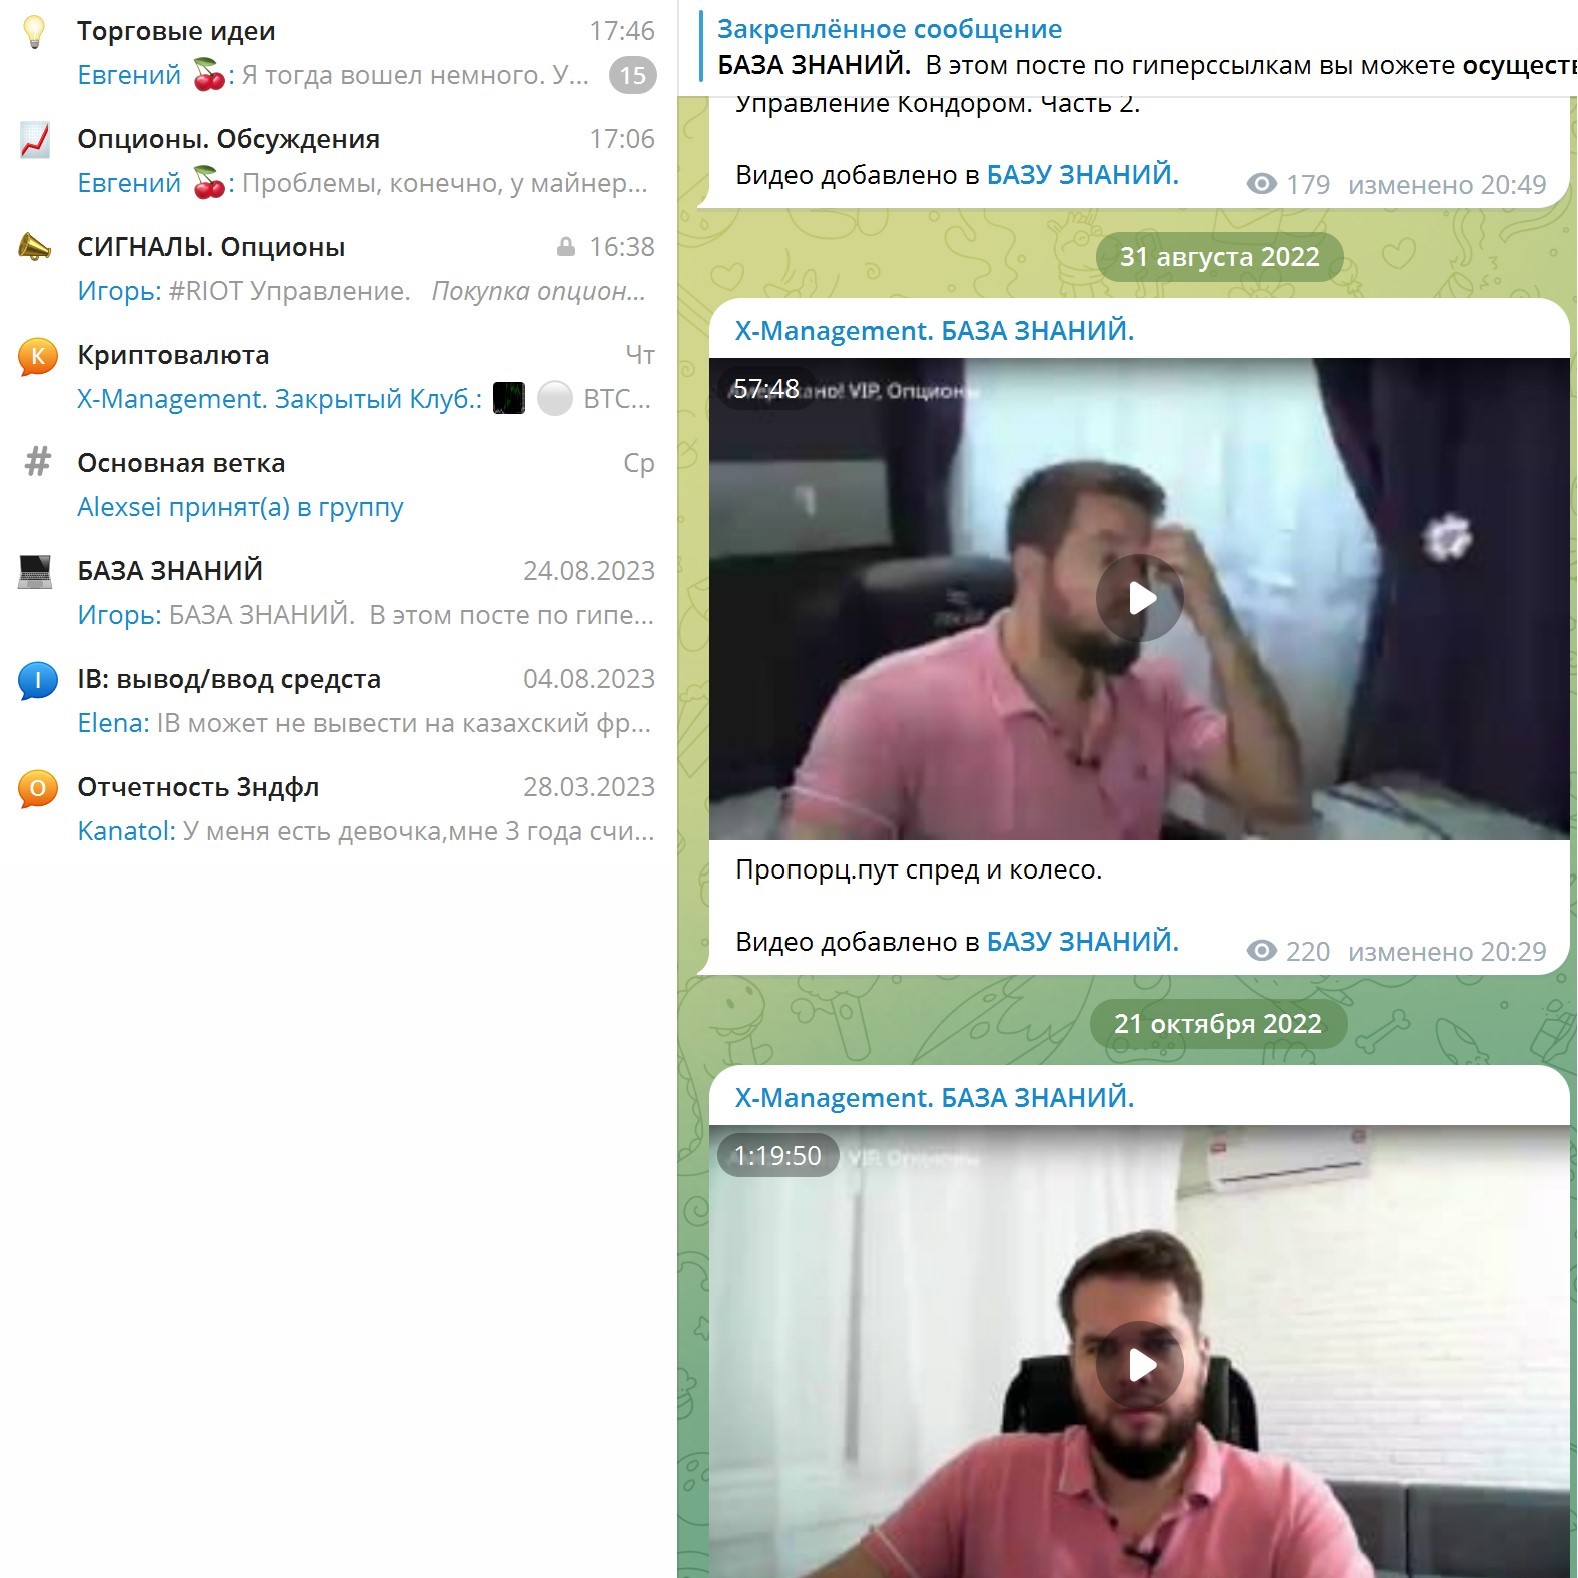 Торговые идеи 17:46
Евгений 🍒: Я тогда вошел немного. У... 15
Опционы. Обсуждения 17:06
Евгений 🍒: Проблемы, конечно, у майнер...
СИГНАЛЫ. Опционы 16:38
Игорь: #RIOT Управление. Покупка опцион...
К
Криптовалюта Чт
X-Management. Закрытый Клуб.: BTC...
# Основная ветка Ср
Alexsei принят(а) в группу
БАЗА ЗНАНИЙ 24.08.2023
Игорь: БАЗА ЗНАНИЙ. В этом посте по гипе...
I
IB: вывод/ввод средста 04.08.2023
Elena: IB может не вывести на казахский фр...
О
Отчетность 3ндфл 28.03.2023
Kanatol: У меня есть девочка,мне 3 года счи...
Закреплённое сообщение
БАЗА ЗНАНИЙ. В этом посте по гиперссылкам вы можете осуществ
Управление Кондором. Часть 2.
Видео добавлено в БАЗУ ЗНАНИЙ.
179 изменено 20:49
31 августа 2022
X-Management. БАЗА ЗНАНИЙ.
57:48
VIP, Опционы
Пропорц.пут спред и колесо.
Видео добавлено в БАЗУ ЗНАНИЙ.
220 изменено 20:29
21 октября 2022
X-Management. БАЗА ЗНАНИЙ.
1:19:50
VIP, Опционы